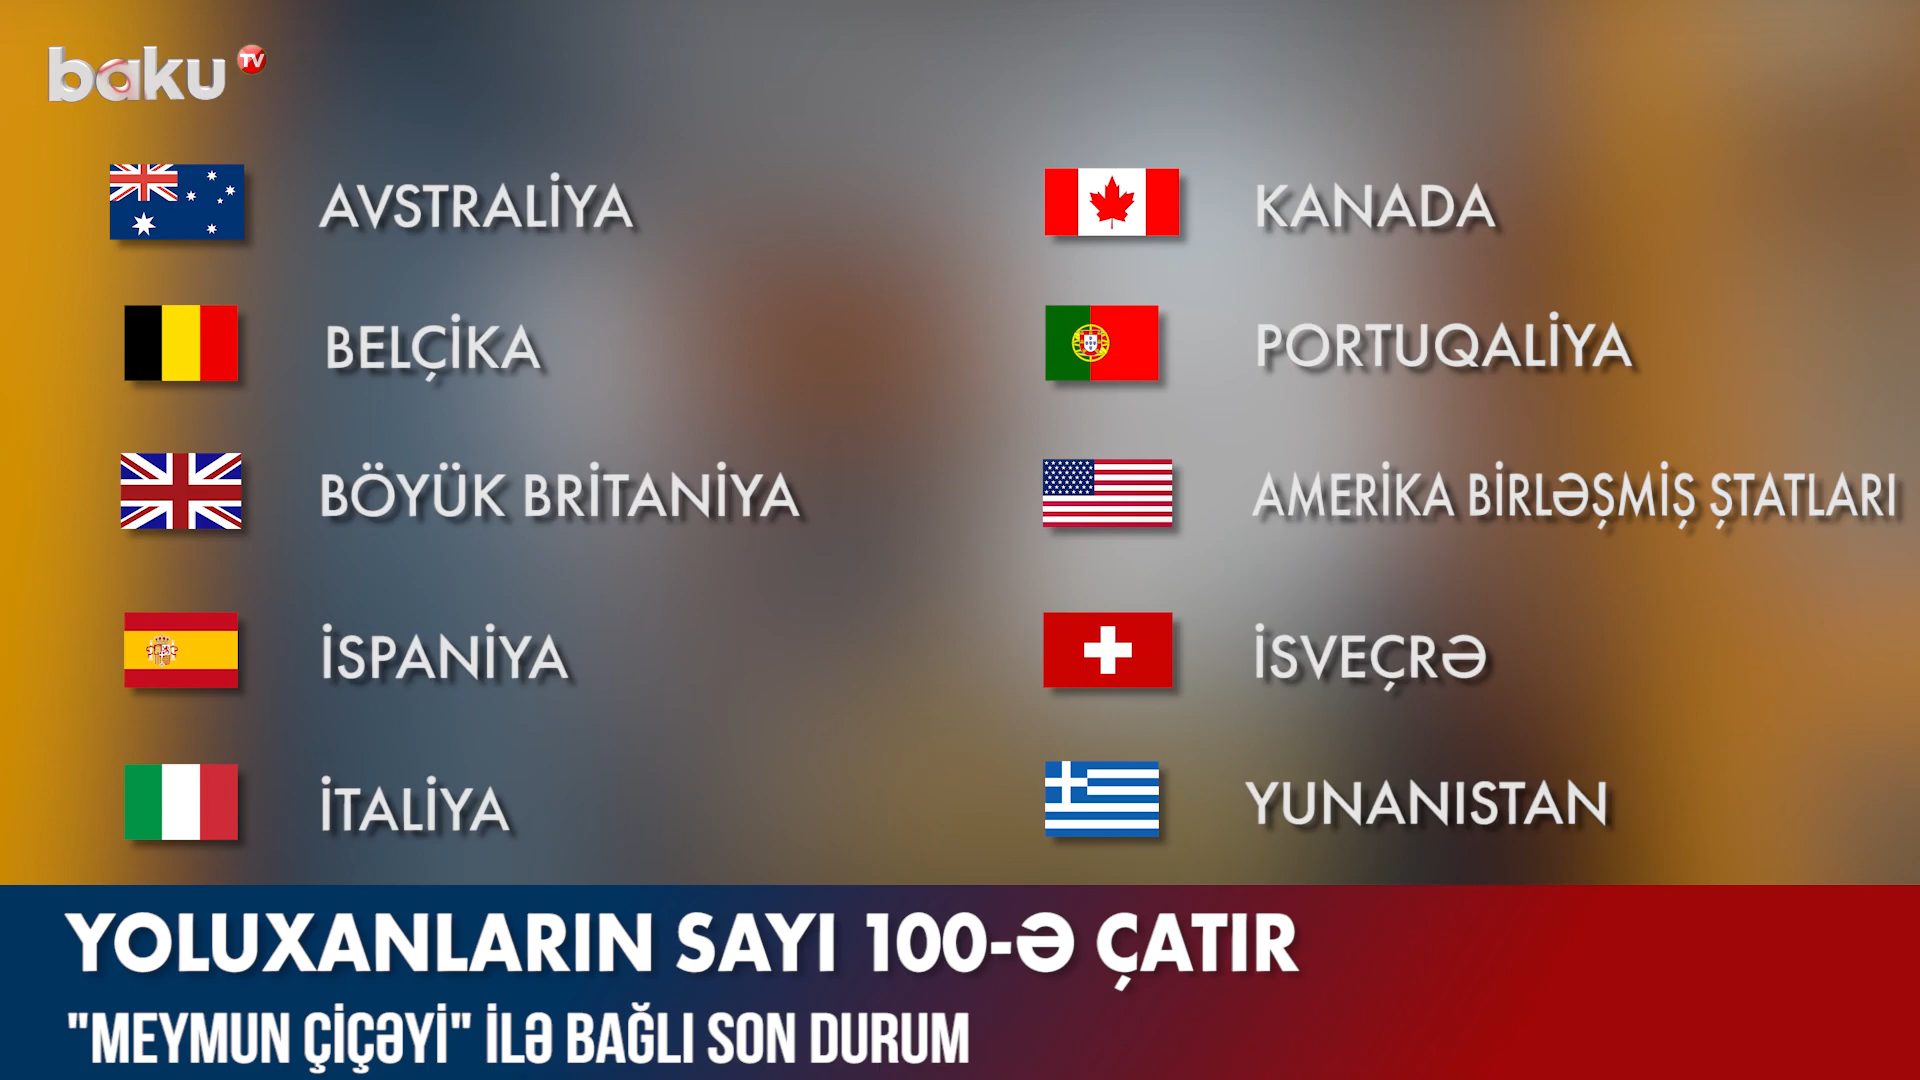 baku TV
AVSTRALİYA
BELÇİKA
BÖYÜK BRİTANİYA
İSPANİYA
İTALİYA
KANADA
PORTUQALİYA
AMERİKA BİRLƏŞMİŞ ŞTATLARI
İSVEÇRƏ
YUNANISTAN
YOLUXANLARIN SAYI 100-Ə ÇATIR
"MEYMUN ÇİÇƏYİ" İLƏ BAĞLI SON DURUM